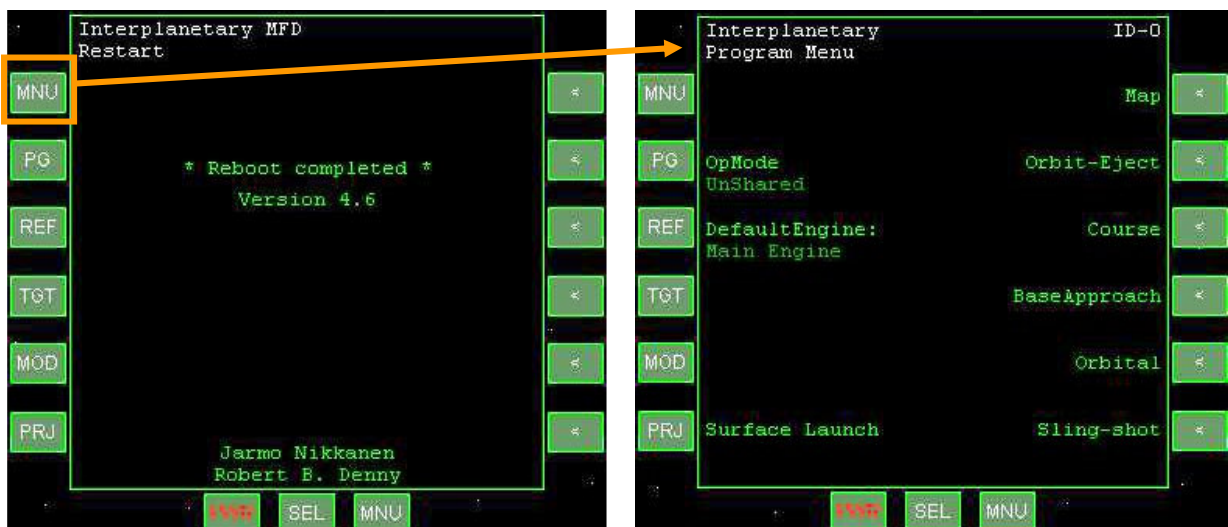 Interplanetary MFD
Restart
MNU
PG
* Reboot completed *
Version 4.6
REF
TGT
MOD
PRJ
Jarmo Nikkanen
Robert B. Denny
SEL MNU
Interplanetary ID-0
Program Menu
MNU Map <
PG OpMode Orbit-Eject <
UnShared
REF DefaultEngine: Course <
Main Engine
TGT BaseApproach <
MOD Orbital <
PRJ Surface Launch Sling-shot <
SEL MNU